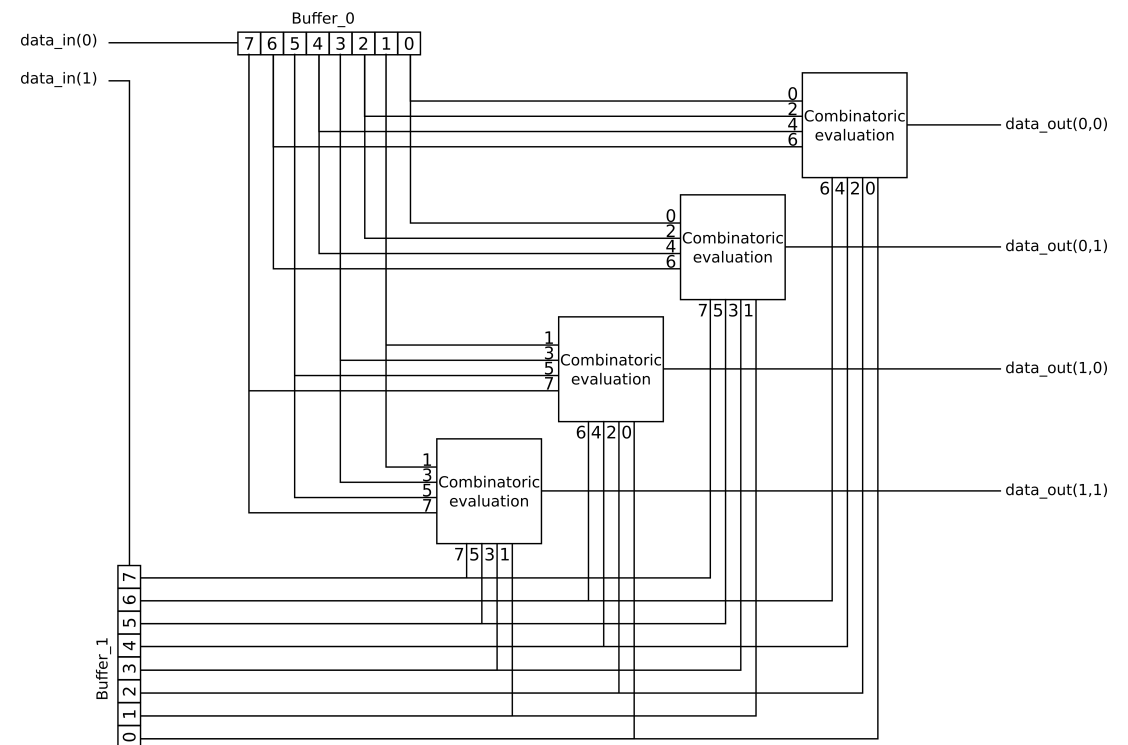 Buffer_0
data_in(0)
7 6 5 4 3 2 1 0
data_in(1)
0
2
4
6
Combinatoric
evaluation
data_out(0,0)
6 4 2 0
0
2
4
6
Combinatoric
evaluation
data_out(0,1)
7 5 3 1
1
3
5
7
Combinatoric
evaluation
data_out(1,0)
6 4 2 0
1
3
5
7
Combinatoric
evaluation
data_out(1,1)
7 5 3 1
Buffer_1
7
6
5
4
3
2
1
0